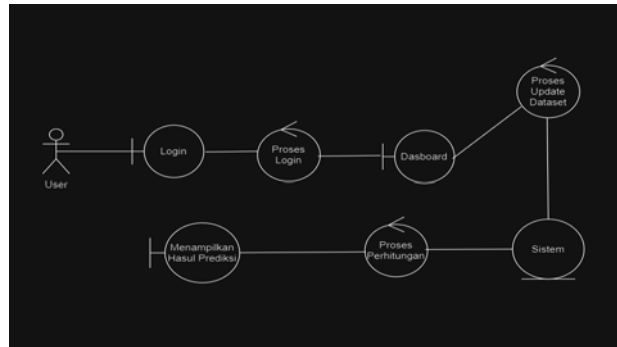 Proses
Update
Dataset
Login
Proses
Login
Dasboard
User
Menampilkan
Hasul Prediksi
Proses
Perhitungan
Sistem